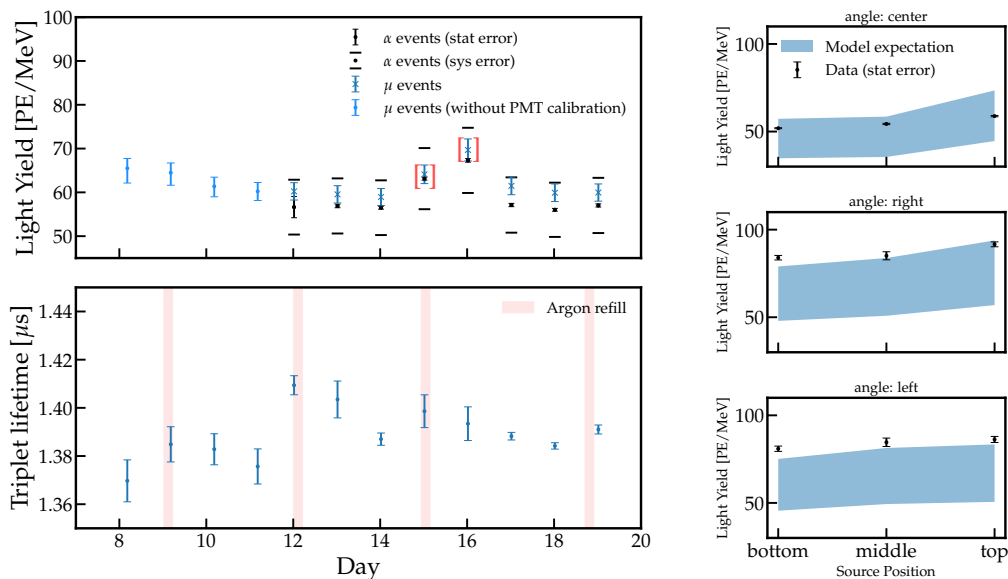 100
90
80
70
60
50
Light Yield [PE/MeV]
α events (stat error)
α events (sys error)
μ events
μ events (without PMT calibration)
1.44
1.42
1.40
1.38
1.36
Triplet lifetime [μs]
Argon refill
8 10 12 14 16 18 20
Day
angle: center
100
50
Light Yield [PE/MeV]
Model expectation
Data (stat error)
angle: right
100
50
Light Yield [PE/MeV]
angle: left
100
50
Light Yield [PE/MeV]
bottom middle top
Source Position